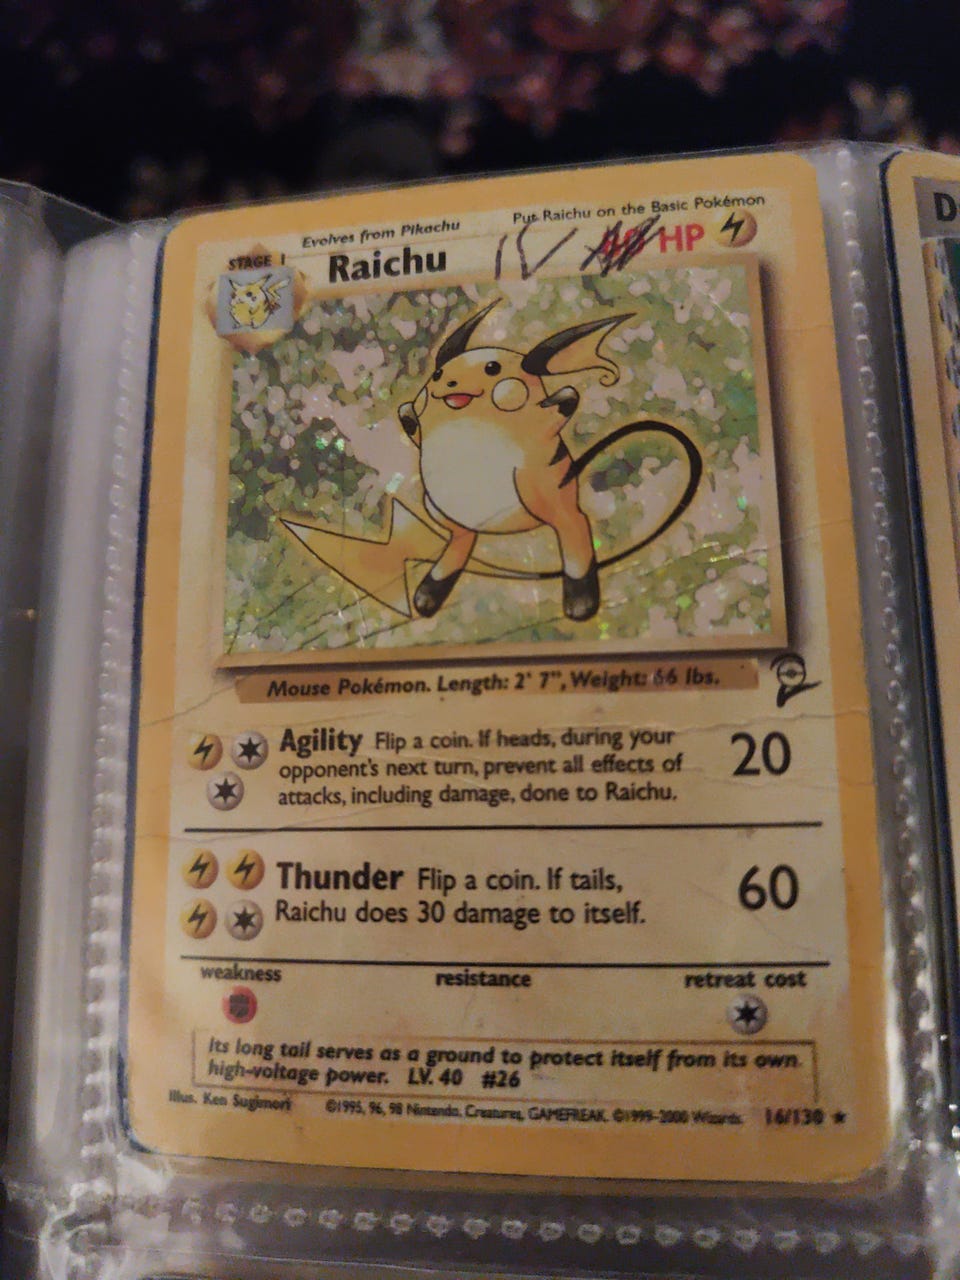 Evolves from Pikachu
Put Raichu on the Basic Pokémon
STAGE 1
Raichu
HP
Mouse Pokémon. Length: 2' 7", Weight: 66 lbs.
Agility Flip a coin. If heads, during your
opponent's next turn, prevent all effects of
attacks, including damage, done to Raichu.
20
Thunder Flip a coin. If tails,
Raichu does 30 damage to itself.
60
weakness
resistance
retreat cost
Its long tail serves as a ground to protect itself from its own
high-voltage power. LV. 40 #26
Illus. Ken Sugimori
©1995, 96, 98 Nintendo, Creatures, GAMEFREAK. ©1999-2000 Wizards.
16/130 ★
D